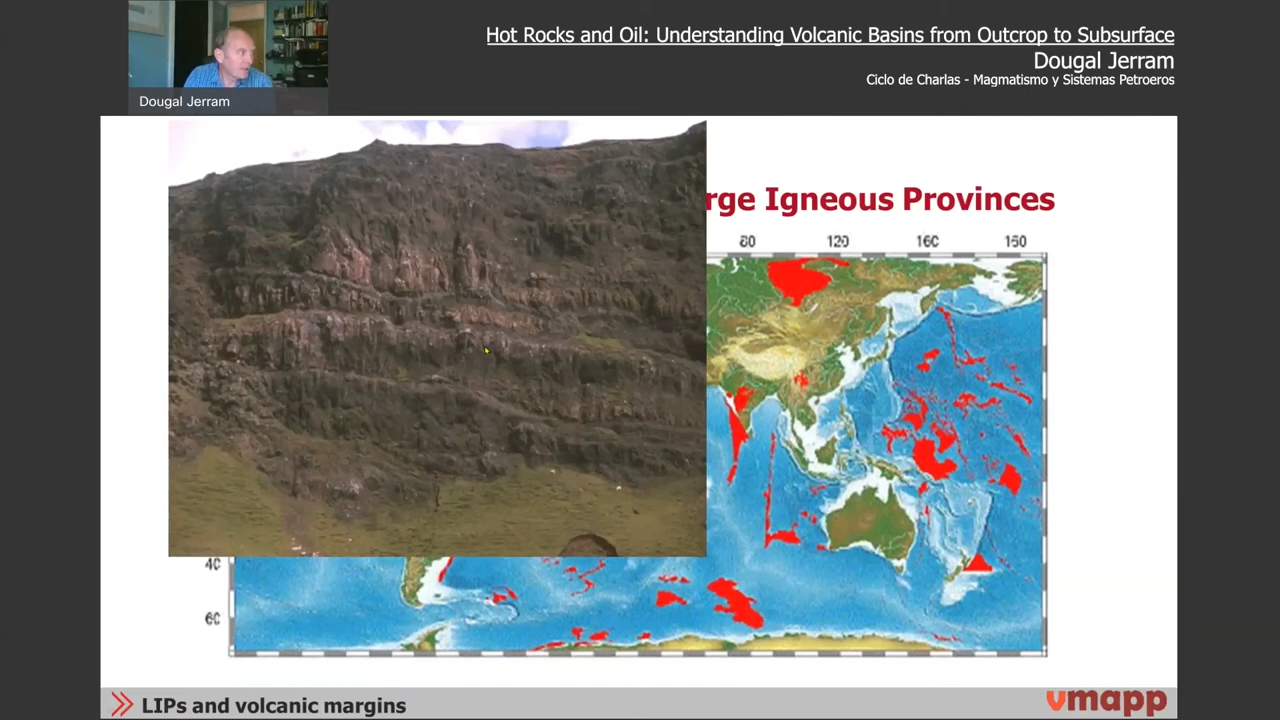 Hot Rocks and Oil: Understanding Volcanic Basins from Outcrop to Subsurface
Dougal Jerram
Ciclo de Charlas - Magmatismo y Sistemas Petroeros
Dougal Jerram
rge Igneous Provinces
80 120 160 150
40
60
LIPs and volcanic margins
vmapp